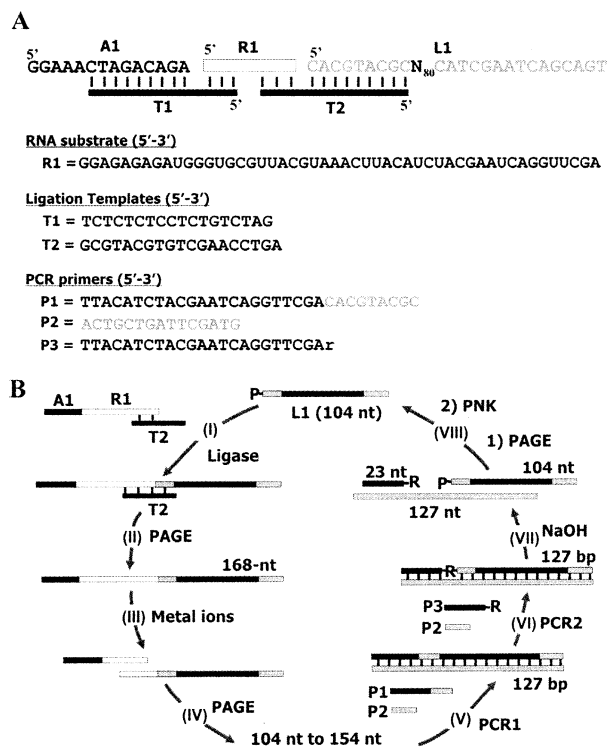 A
5′ A1 5′ R1 5′ L1
GGAAACTAGACAGA CACGTACGCN80CATCGAATCAGCAGT
T1 5′ T2 5′
RNA substrate (5′-3′)
R1 = GGAGAGAGAUGGGUGCGUUACGUAAACUUACAUCUACGAAUCAGGUUCGA
Ligation Templates (5′-3′)
T1 = TCTCTCTCCTCTGTCTAG
T2 = GCGTACGTGTCGAACCTGA
PCR primers (5′-3′)
P1 = TTACATCTACGAATCAGGTTCGACACGTACGC
P2 = ACTGCTGATTCGATG
P3 = TTACATCTACGAATCAGGTTCGAr
B
A1 R1
T2
P
L1 (104 nt)
(I)
Ligase
T2
(II) PAGE
168-nt
(III) Metal ions
(IV) PAGE
104 nt to 154 nt
(V) PCR1
P1
P2
127 bp
P3 R
P2
(VI) PCR2
R 127 bp
(VII) NaOH
23 nt R P 104 nt
127 nt
1) PAGE
(VIII)
2) PNK